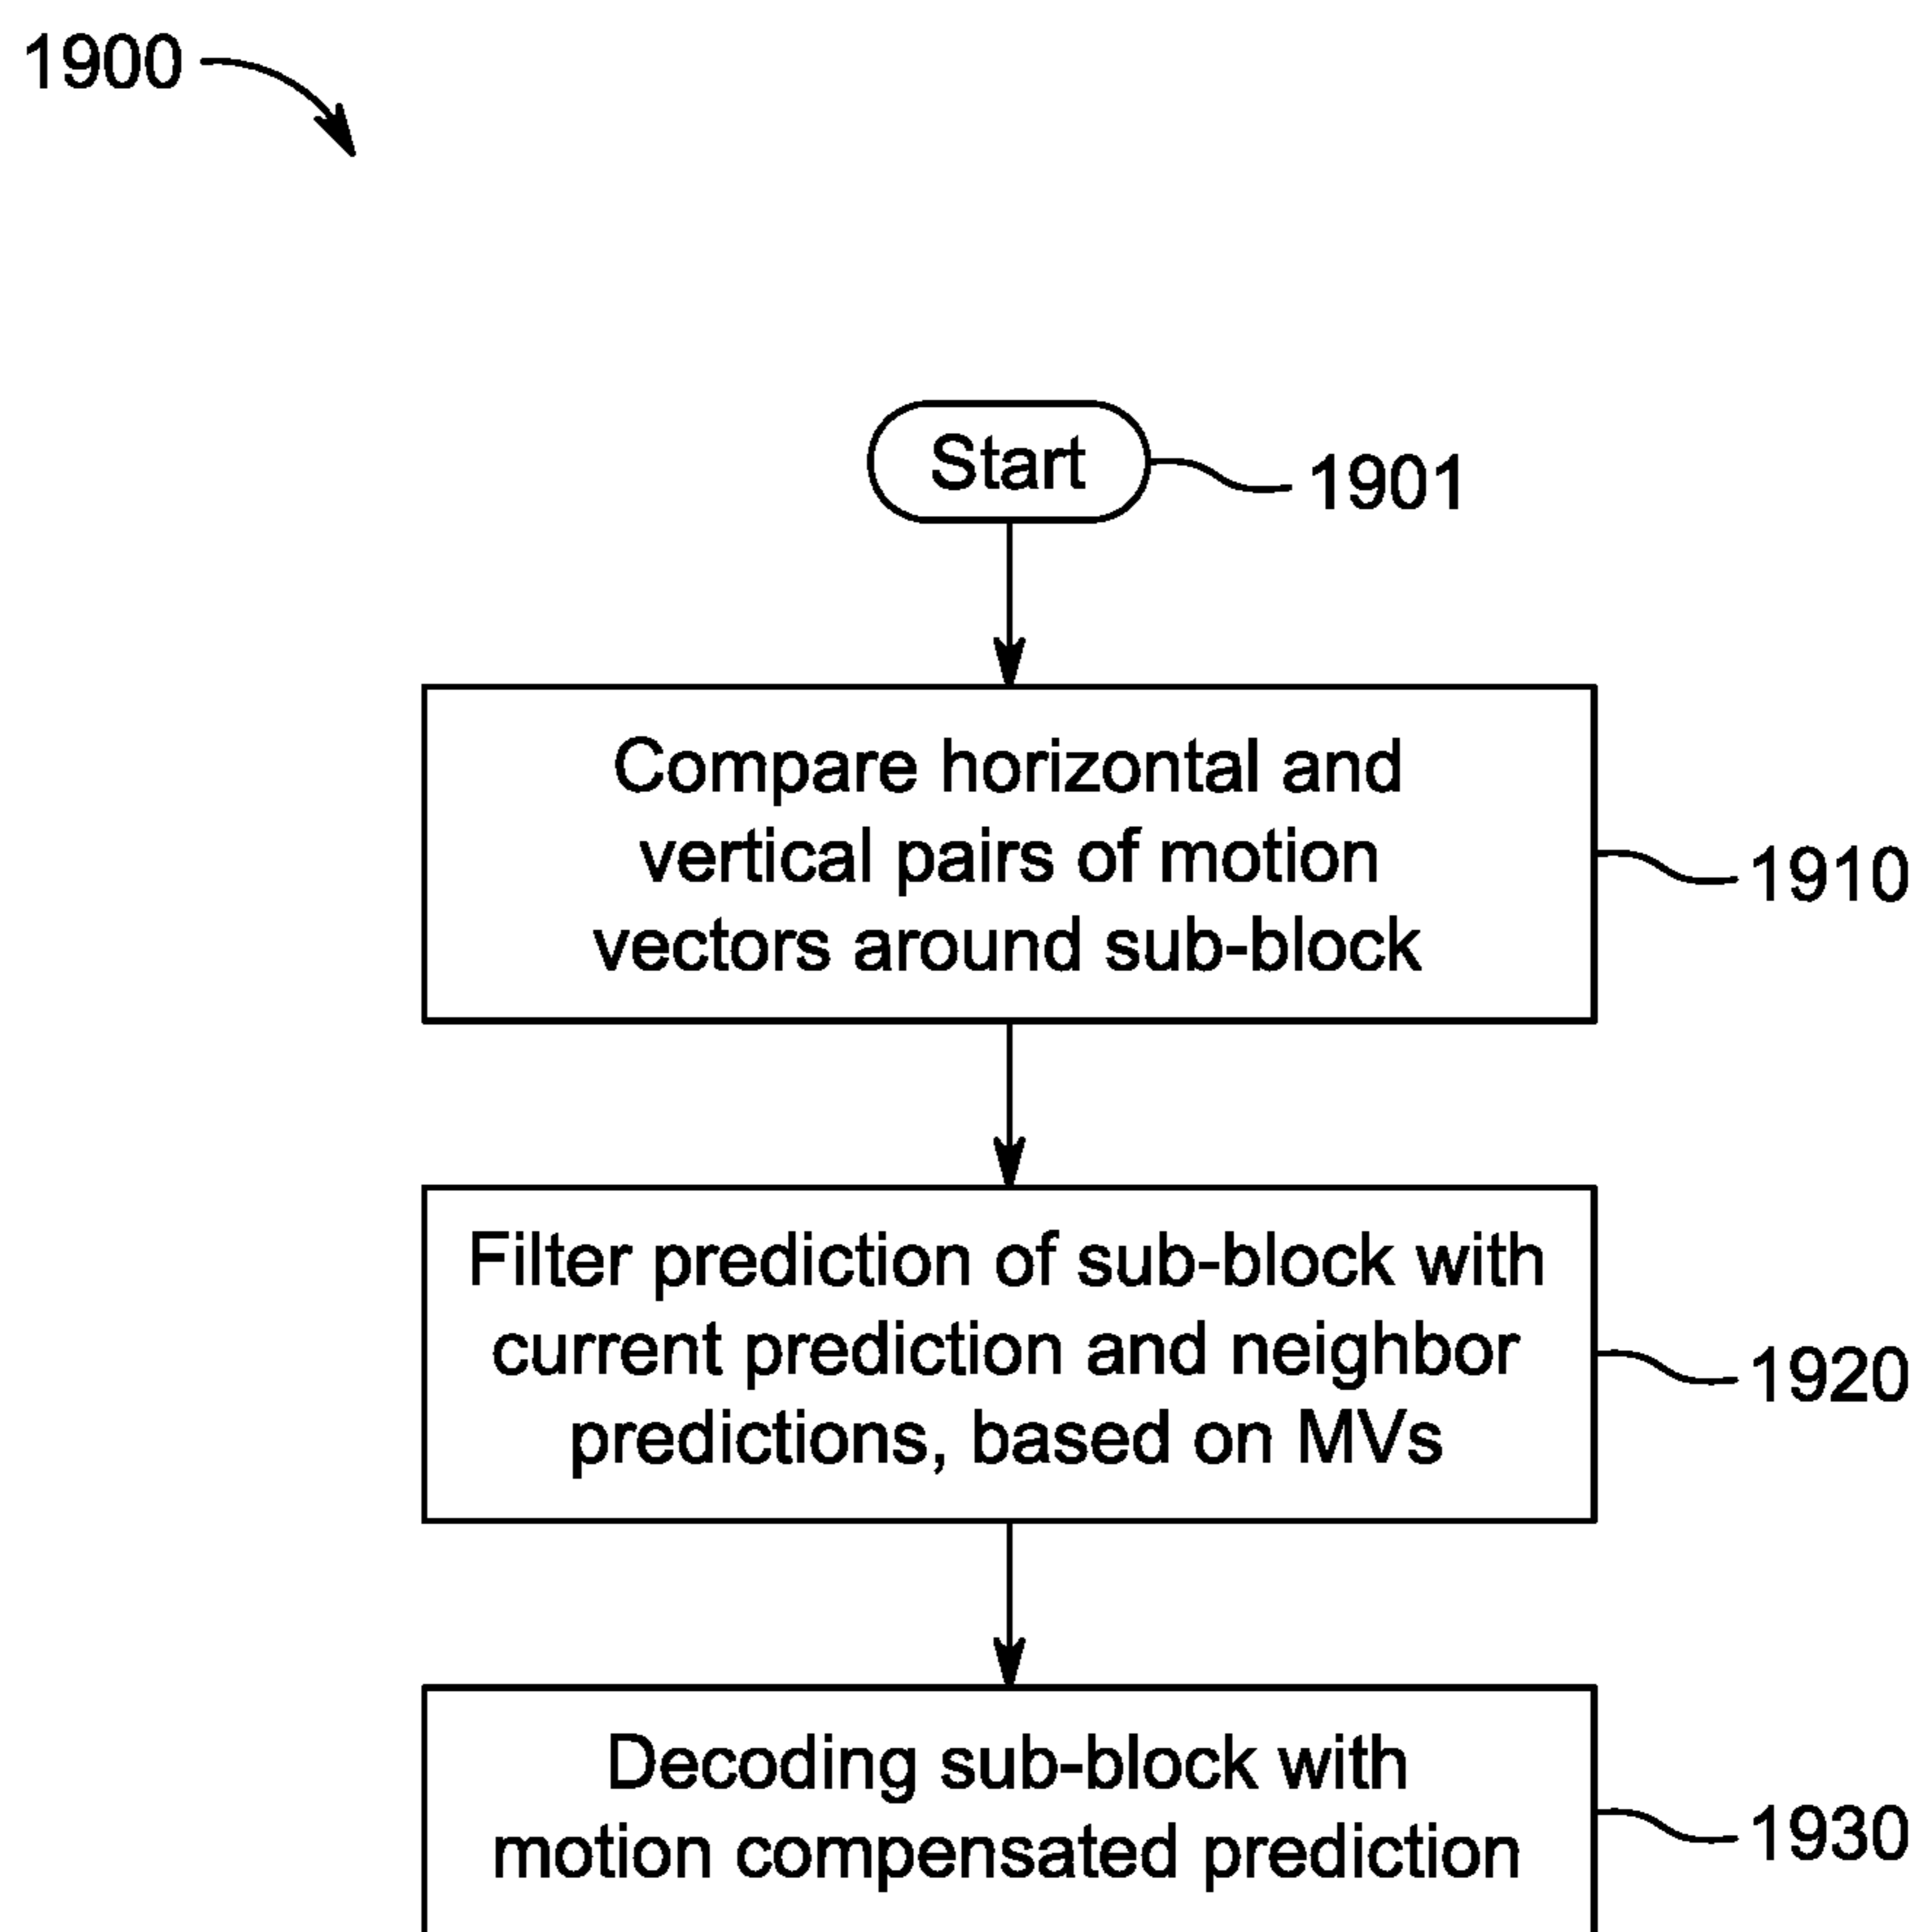 1900
Start
1901
Compare horizontal and
vertical pairs of motion
vectors around sub-block
1910
Filter prediction of sub-block with
current prediction and neighbor
predictions, based on MVs
1920
Decoding sub-block with
motion compensated prediction
1930